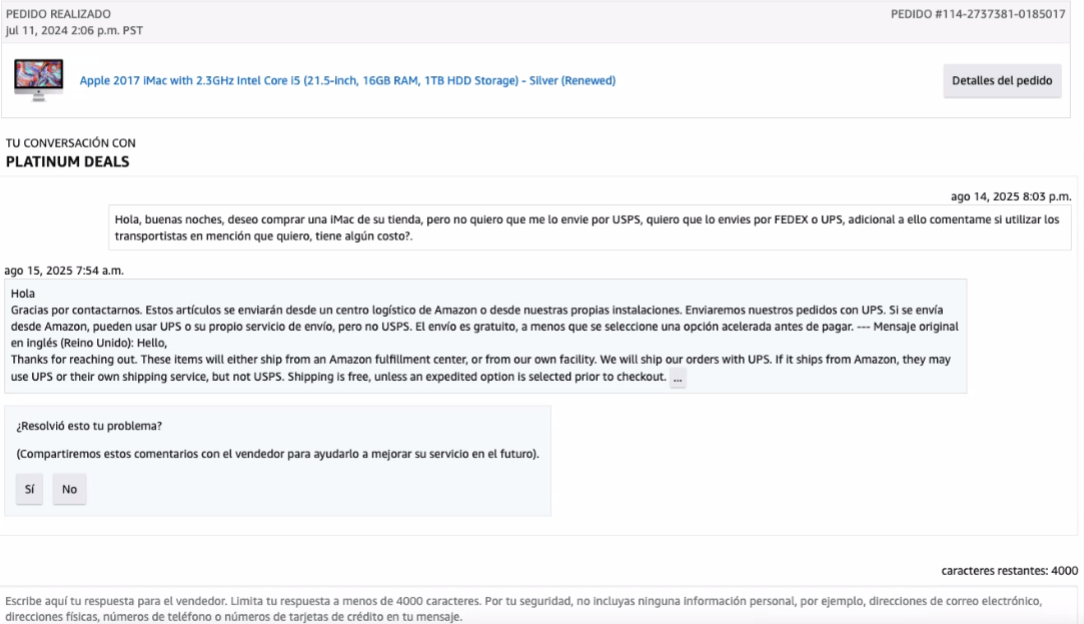 PEDIDO REALIZADO
PEDIDO #114-2737381-0185017
jul 11, 2024 2:06 p.m. PST
Apple 2017 iMac with 2.3GHz Intel Core i5 (21.5-inch, 16GB RAM, 1TB HDD Storage) - Silver (Renewed)
Detalles del pedido
TU CONVERSACIÓN CON
PLATINUM DEALS
ago 14, 2025 8:03 p.m.
Hola, buenas noches, deseo comprar una iMac de su tienda, pero no quiero que me lo envie por USPS, quiero que lo envies por FEDEX o UPS, adicional a ello comentame si utilizar los
transportistas en mención que quiero, tiene algún costo?.
ago 15, 2025 7:54 a.m.
Hola
Gracias por contactarnos. Estos artículos se enviarán desde un centro logístico de Amazon o desde nuestras propias instalaciones. Enviaremos nuestros pedidos con UPS. Si se envía
desde Amazon, pueden usar UPS o su propio servicio de envío, pero no USPS. El envío es gratuito, a menos que se seleccione una opción acelerada antes de pagar. --- Mensaje original
en inglés (Reino Unido): Hello,
Thanks for reaching out. These items will either ship from an Amazon fulfillment center, or from our own facility. We will ship our orders with UPS. If it ships from Amazon, they may
use UPS or their own shipping service, but not USPS. Shipping is free, unless an expedited option is selected prior to checkout. ...
¿Resolvió esto tu problema?
(Compartiremos estos comentarios con el vendedor para ayudarlo a mejorar su servicio en el futuro).
Sí
No
caracteres restantes: 4000
Escribe aquí tu respuesta para el vendedor. Limita tu respuesta a menos de 4000 caracteres. Por tu seguridad, no incluyas ninguna información personal, por ejemplo, direcciones de correo electrónico,
direcciones físicas, números de teléfono o números de tarjetas de crédito en tu mensaje.